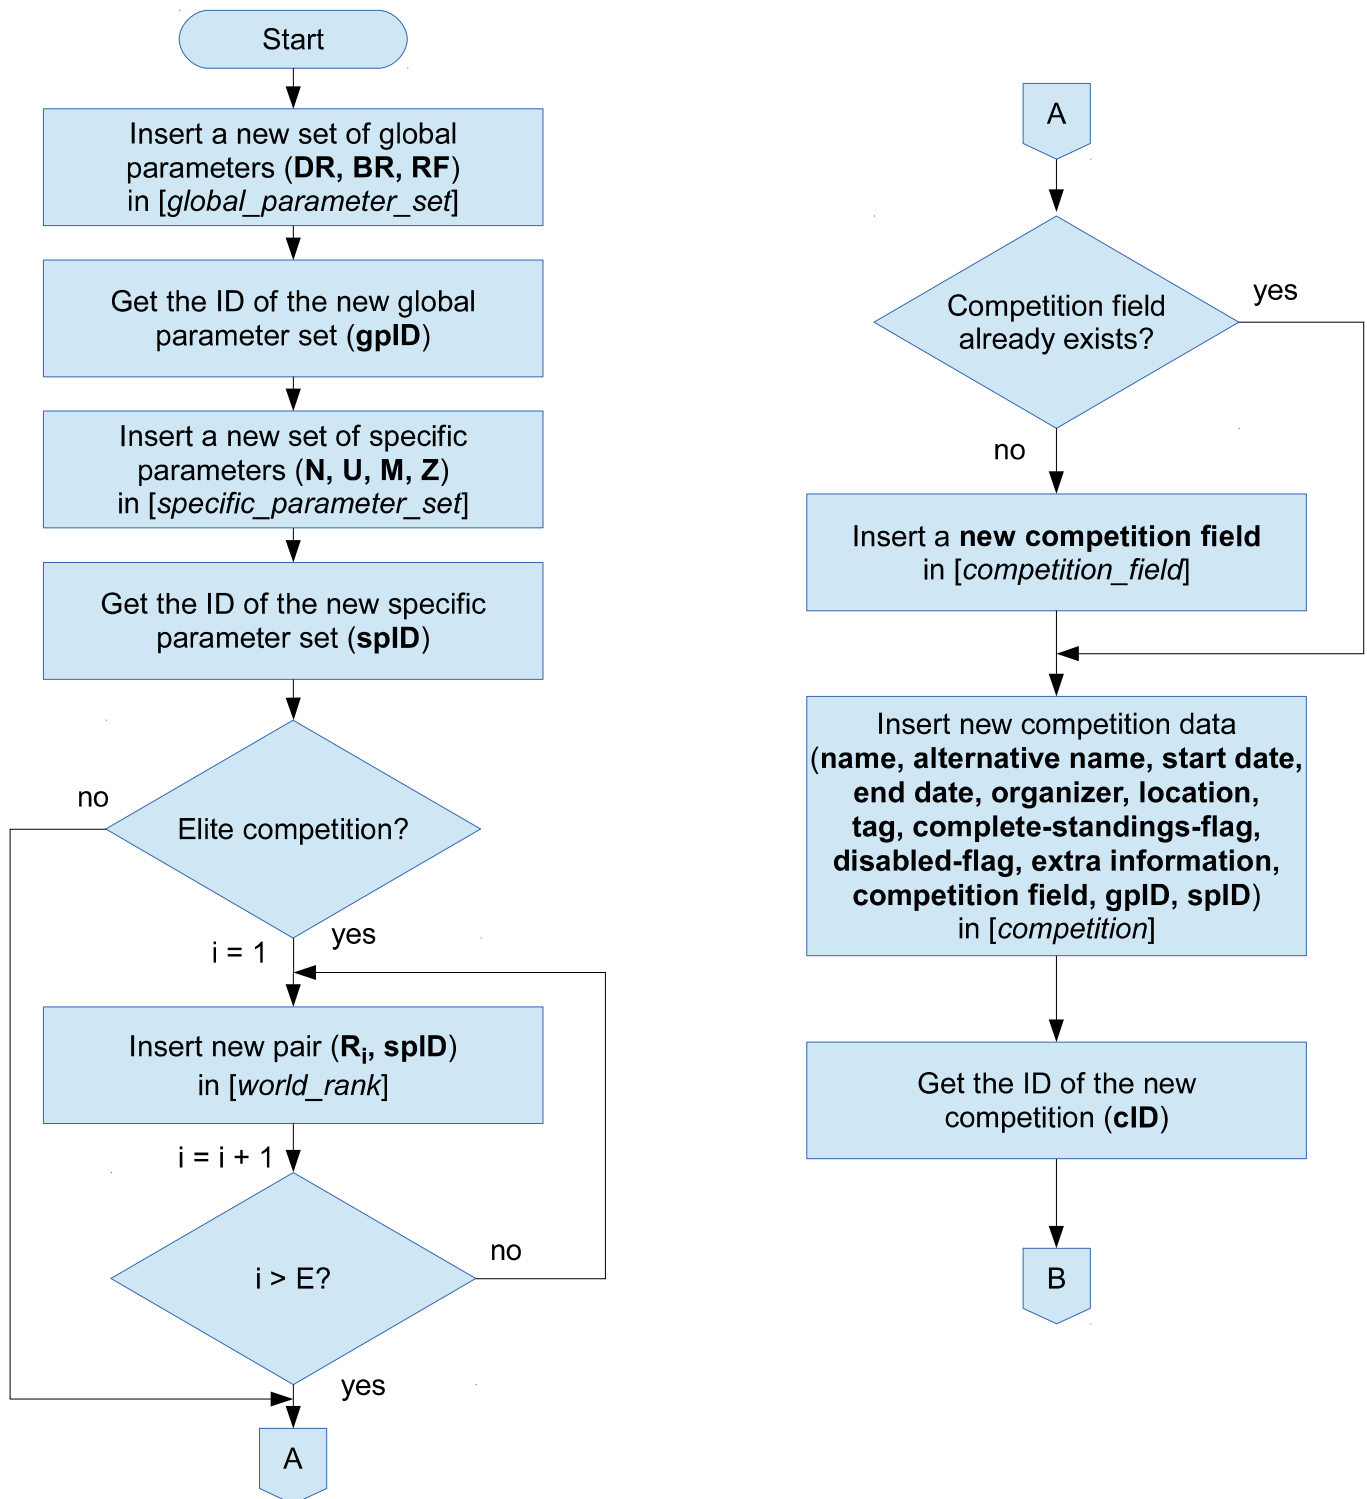 Start
Insert a new set of global
parameters (DR, BR, RF)
in [global_parameter_set]
Get the ID of the new global
parameter set (gpID)
Insert a new set of specific
parameters (N, U, M, Z)
in [specific_parameter_set]
Get the ID of the new specific
parameter set (spID)
Elite competition?
no
yes
i = 1
Insert new pair (Ri, spID)
in [world_rank]
i = i + 1
i > E?
no
yes
A
A
Competition field
already exists?
yes
no
Insert a new competition field
in [competition_field]
Insert new competition data
(name, alternative name, start date,
end date, organizer, location,
tag, complete-standings-flag,
disabled-flag, extra information,
competition field, gpID, spID)
in [competition]
Get the ID of the new
competition (cID)
B